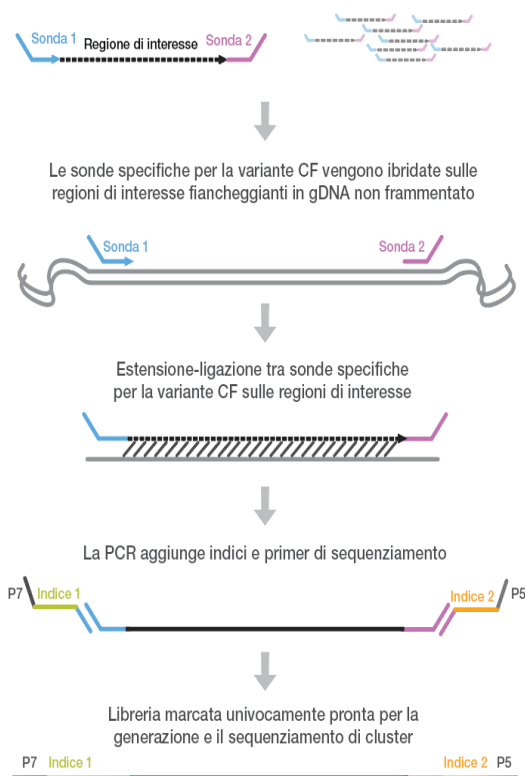 Sonda 1 Regione di interesse Sonda 2
Le sonde specifiche per la variante CF vengono ibridate sulle
regioni di interesse fiancheggianti in gDNA non frammentato
Sonda 1 Sonda 2
Estensione-ligazione tra sonde specifiche
per la variante CF sulle regioni di interesse
La PCR aggiunge indici e primer di sequenziamento
P7 Indice 1 Indice 2 P5
Libreria marcata univocamente pronta per la
generazione e il sequenziamento di cluster
P7 Indice 1 Indice 2 P5